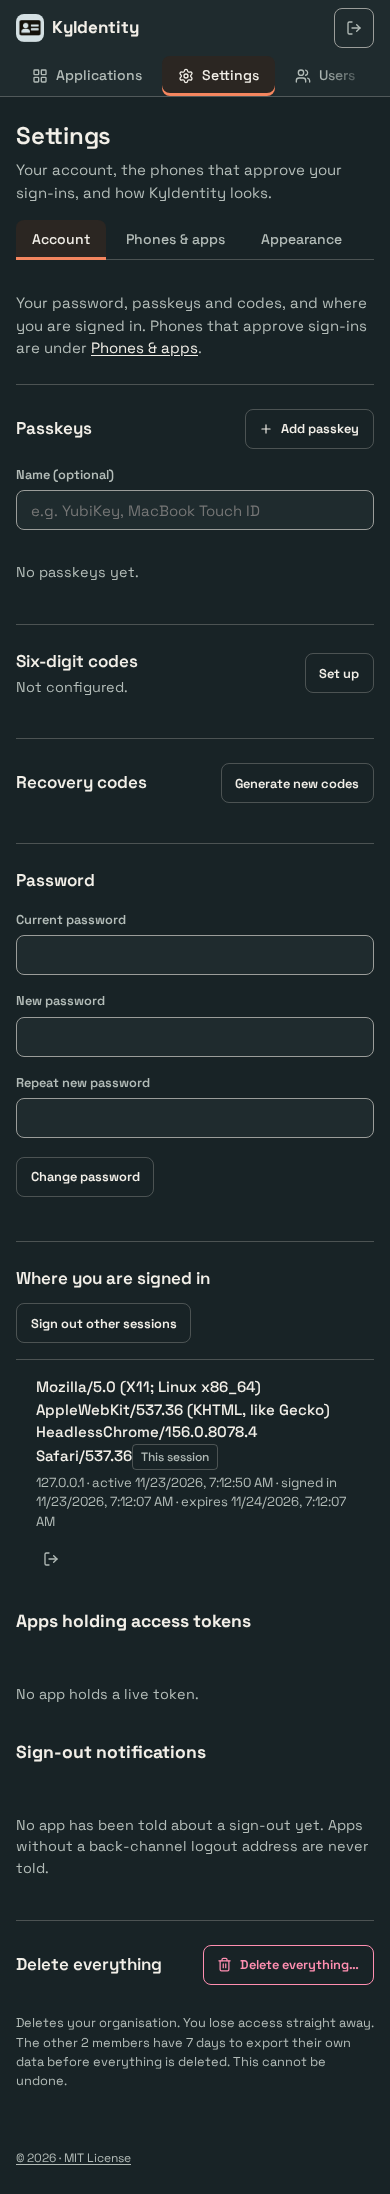 Kyldentity
Applications
Settings
Users
Settings
Your account, the phones that approve your
sign-ins, and how Kyldentity looks.
Account
Phones & apps
Appearance
Your password, passkeys and codes, and where
you are signed in. Phones that approve sign-ins
are under Phones & apps.
Passkeys
Add passkey
Name (optional)
e.g. YubiKey, MacBook Touch ID
No passkeys yet.
Six-digit codes
Not configured.
Set up
Recovery codes
Generate new codes
Password
Current password
New password
Repeat new password
Change password
Where you are signed in
Sign out other sessions
Mozilla/5.0 (X11; Linux x86_64)
AppleWebKit/537.36 (KHTML, like Gecko)
HeadlessChrome/156.0.8078.4
Safari/537.36 This session
127.0.0.1 · active 11/23/2026, 7:12:50 AM · signed in
11/23/2026, 7:12:07 AM · expires 11/24/2026, 7:12:07
AM
Apps holding access tokens
No app holds a live token.
Sign-out notifications
No app has been told about a sign-out yet. Apps
without a back-channel logout address are never
told.
Delete everything
Delete everything…
Deletes your organisation. You lose access straight away.
The other 2 members have 7 days to export their own
data before everything is deleted. This cannot be
undone.
© 2026 · MIT License